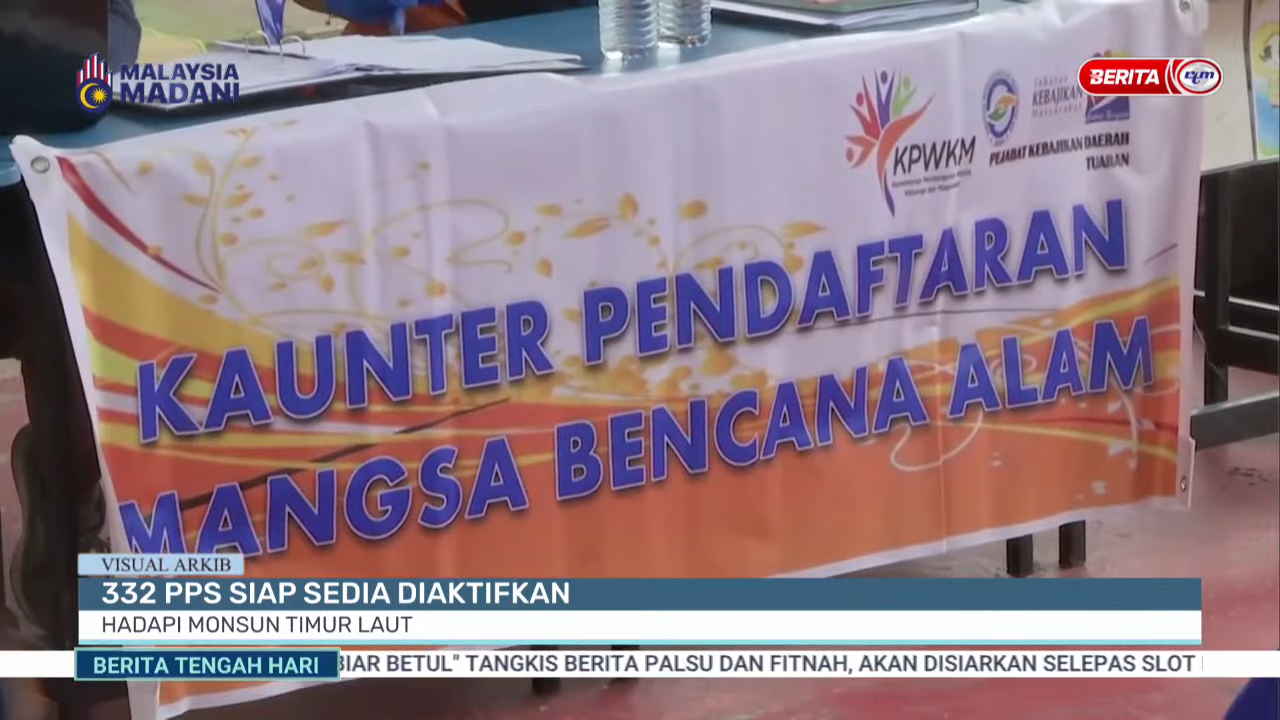 MALAYSIA
MADANI
BERITA rtm
KPWKM
Jabatan
KEBAJIKAN
Masyarakat
PEJABAT KEBAJIKAN DAERAH
TUARAN
KAUNTER PENDAFTARAN
MANGSA BENCANA ALAM
VISUAL ARKIB
332 PPS SIAP SEDIA DIAKTIFKAN
HADAPI MONSUN TIMUR LAUT
BERITA TENGAH HARI
BIAR BETUL" TANGKIS BERITA PALSU DAN FITNAH, AKAN DISIARKAN SELEPAS SLOT